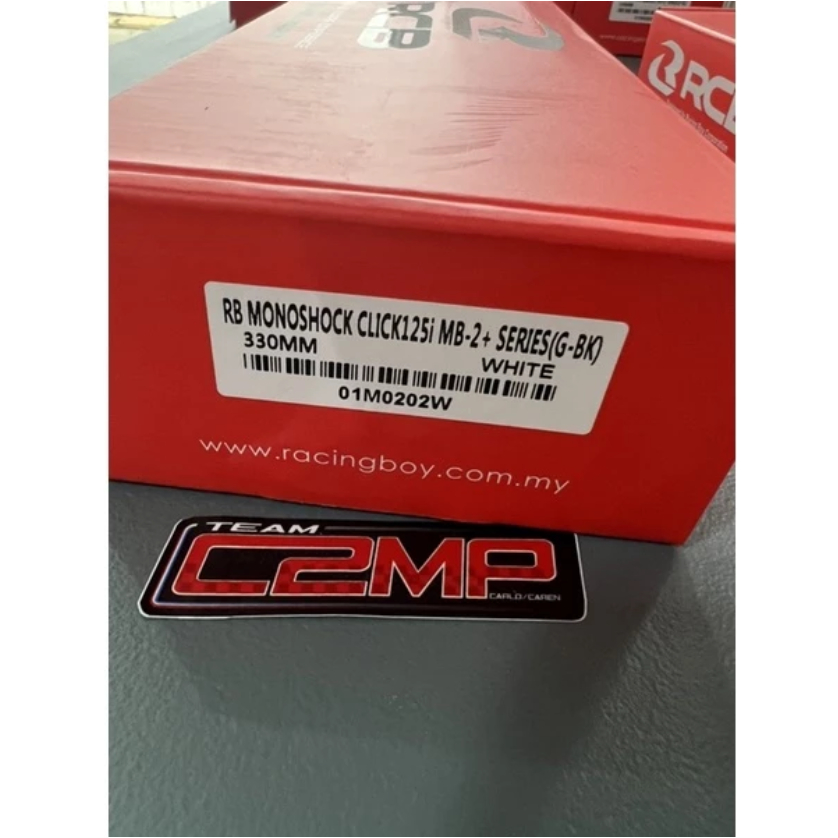 RCB
RCB
RB MONOSHOCK CLICK125i MB-2+ SERIES(G-BK)
330MM
WHITE
01M0202W
www.racingboy.com.my
TEAM
C2MP
CARLO/CAREN